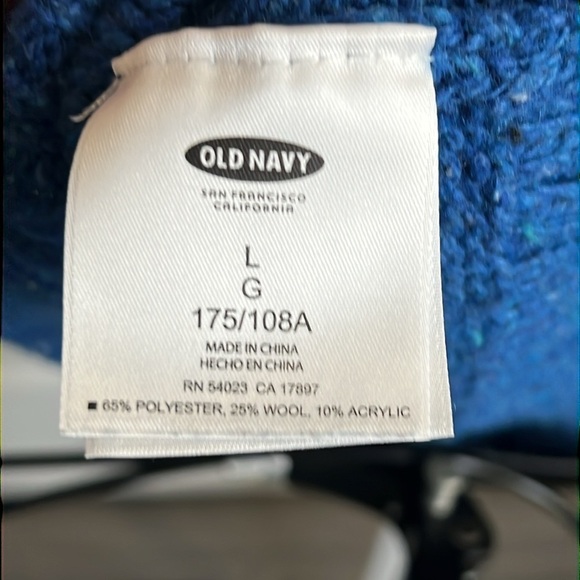 OLD NAVY
SAN FRANCISCO
CALIFORNIA
L
G
175/108A
MADE IN CHINA
HECHO EN CHINA
RN 54023 CA 17897
■ 65% POLYESTER, 25% WOOL, 10% ACRYLIC